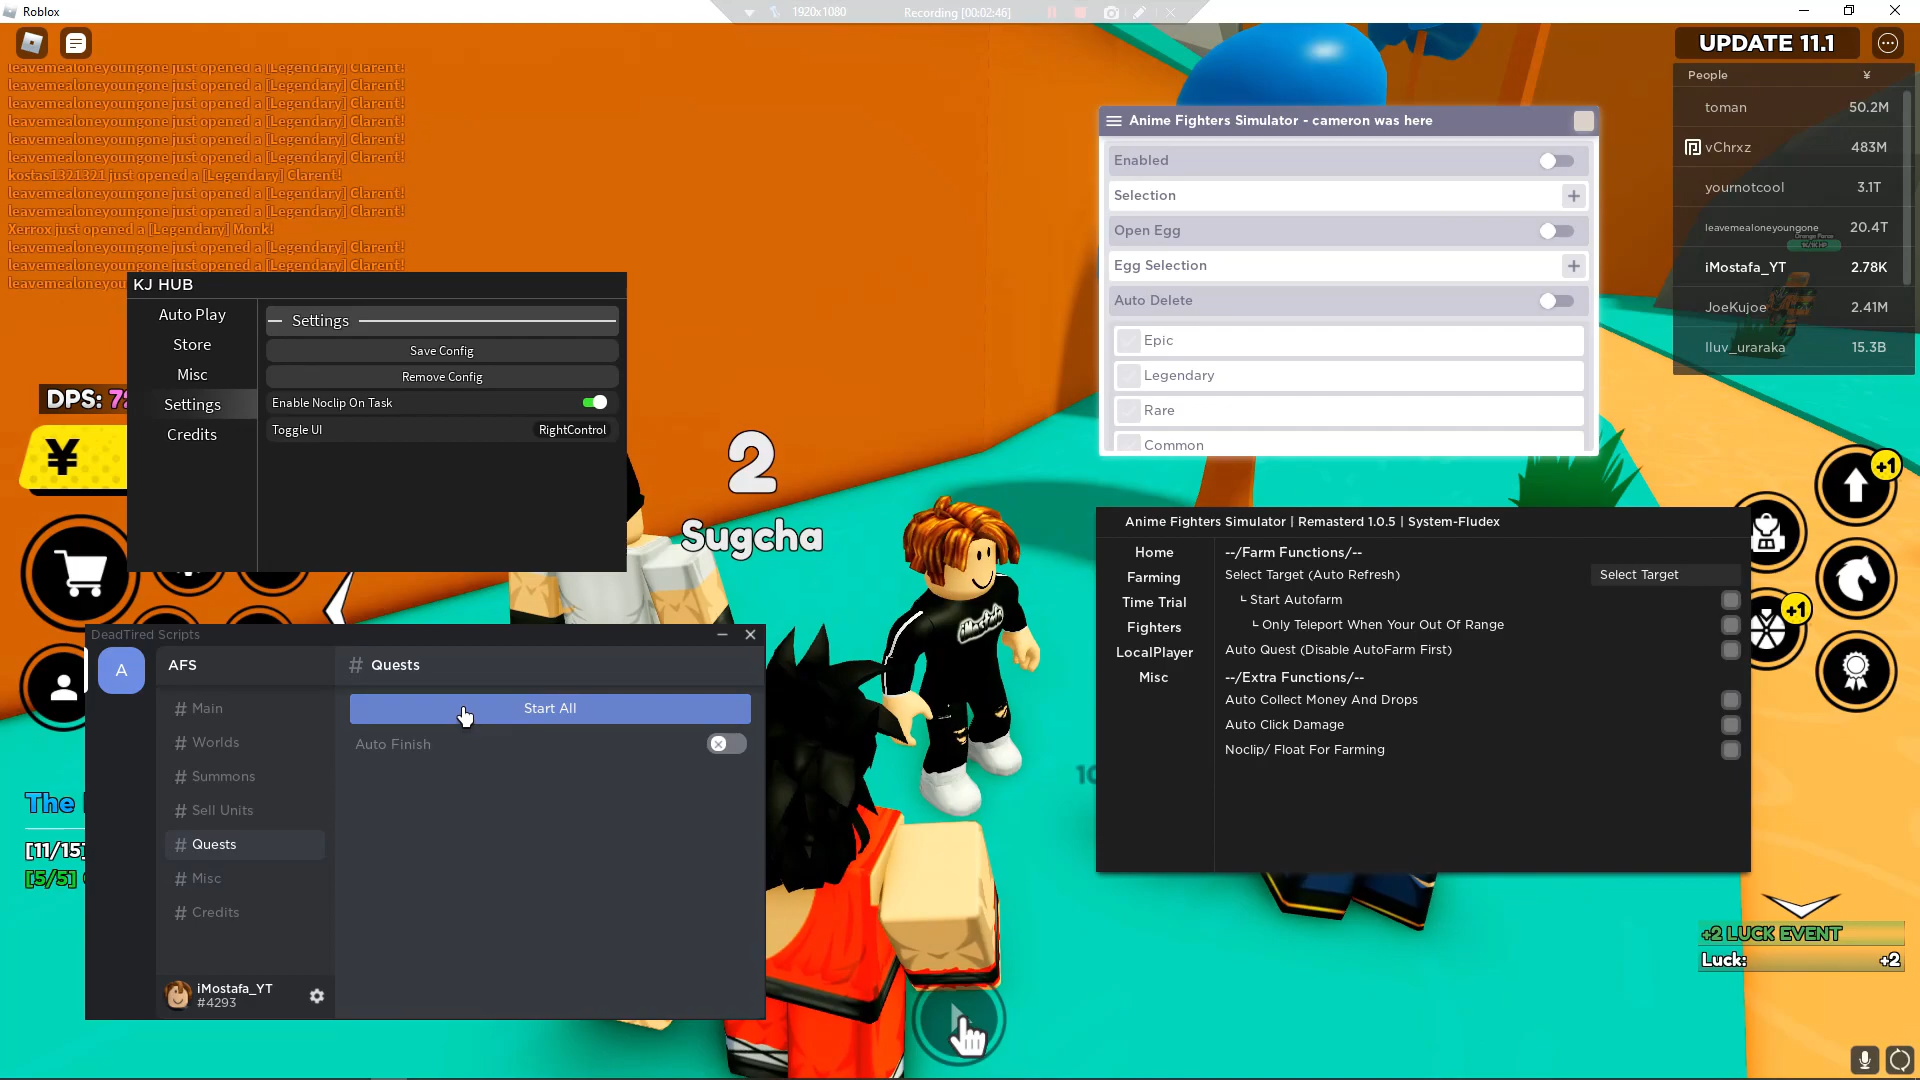 Roblox
1920x1080
Recording [00:02:46]
UPDATE 11.1
leavemealoneyoungone just opened a [Legendary] Clarent!
leavemealoneyoungone just opened a [Legendary] Clarent!
leavemealoneyoungone just opened a [Legendary] Clarent!
leavemealoneyoungone just opened a [Legendary] Clarent!
leavemealoneyoungone just opened a [Legendary] Clarent!
leavemealoneyoungone just opened a [Legendary] Clarent!
kostas1321321 just opened a [Legendary] Clarent!
leavemealoneyoungone just opened a [Legendary] Clarent!
leavemealoneyoungone just opened a [Legendary] Clarent!
Xerrox just opened a [Legendary] Monk!
leavemealoneyoungone just opened a [Legendary] Clarent!
leavemealoneyoungone just opened a [Legendary] Clarent!
leavemealoneyou
People ¥
toman 50.2M
vChrxz 483M
yournotcool 3.1T
leavemealoneyoungone 20.4T
iMostafa_YT 2.78K
JoeKujoe 2.41M
Iluv_uraraka 15.3B
Anime Fighters Simulator - cameron was here
Enabled
Selection +
Open Egg
Egg Selection +
Auto Delete
Epic
Legendary
Rare
Common
KJ HUB
Auto Play
Store
Misc
Settings
Credits
Settings
Save Config
Remove Config
Enable Noclip On Task
Toggle UI RightControl
DPS: 72
¥
2
Sugcha
+1
+1
Anime Fighters Simulator | Remasterd 1.0.5 | System-Fludex
Home
Farming
Time Trial
Fighters
LocalPlayer
Misc
--/Farm Functions/--
Select Target (Auto Refresh) Select Target
┗ Start Autofarm
┗ Only Teleport When Your Out Of Range
Auto Quest (Disable AutoFarm First)
--/Extra Functions/--
Auto Collect Money And Drops
Auto Click Damage
Noclip/ Float For Farming
DeadTired Scripts
A
AFS
# Main
# Worlds
# Summons
# Sell Units
# Quests
# Misc
# Credits
iMostafa_YT
#4293
# Quests
Start All
Auto Finish
The
[11/15]
[5/5]
10
iMostafa
+2 LUCK EVENT
Luck: +2